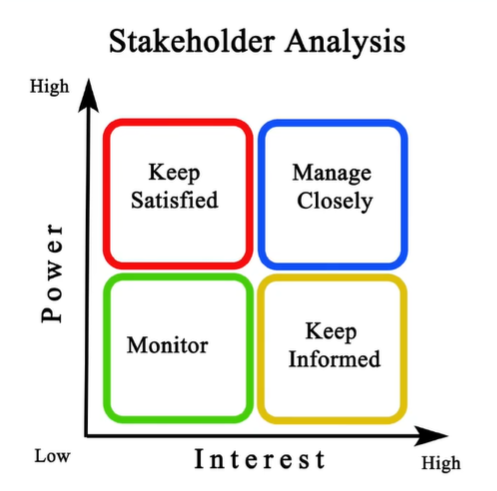 Stakeholder Analysis
High
Keep
Satisfied
Manage
Closely
Power
Monitor
Keep
Informed
Low
Interest
High